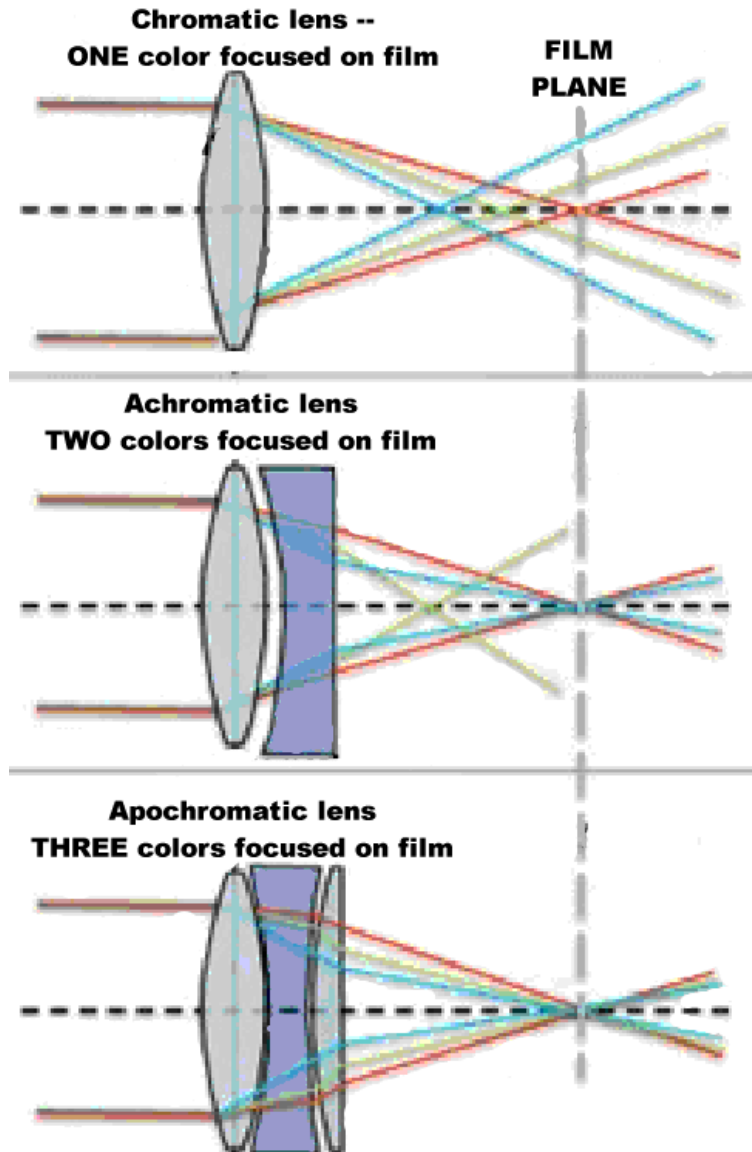 Chromatic lens --
ONE color focused on film
FILM
PLANE
Achromatic lens
TWO colors focused on film
Apochromatic lens
THREE colors focused on film